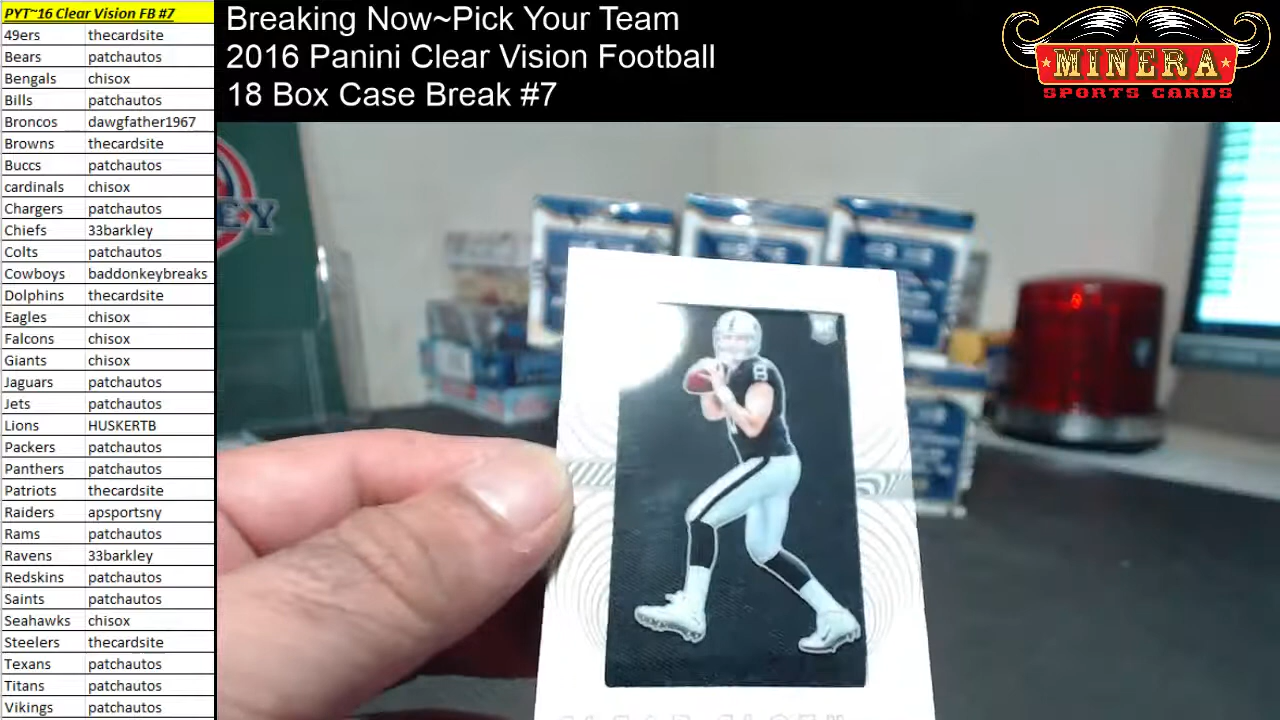 PYT~16 Clear Vision FB #7
49ers thecardsite
Bears patchautos
Bengals chisox
Bills patchautos
Broncos dawgfather1967
Browns thecardsite
Buccs patchautos
cardinals chisox
Chargers patchautos
Chiefs 33barkley
Colts patchautos
Cowboys baddonkeybreaks
Dolphins thecardsite
Eagles chisox
Falcons chisox
Giants chisox
Jaguars patchautos
Jets patchautos
Lions HUSKERTB
Packers patchautos
Panthers patchautos
Patriots thecardsite
Raiders apsportsny
Rams patchautos
Ravens 33barkley
Redskins patchautos
Saints patchautos
Seahawks chisox
Steelers thecardsite
Texans patchautos
Titans patchautos
Vikings patchautos
Breaking Now~Pick Your Team
2016 Panini Clear Vision Football
18 Box Case Break #7
MINERA
SPORTS CARDS
8